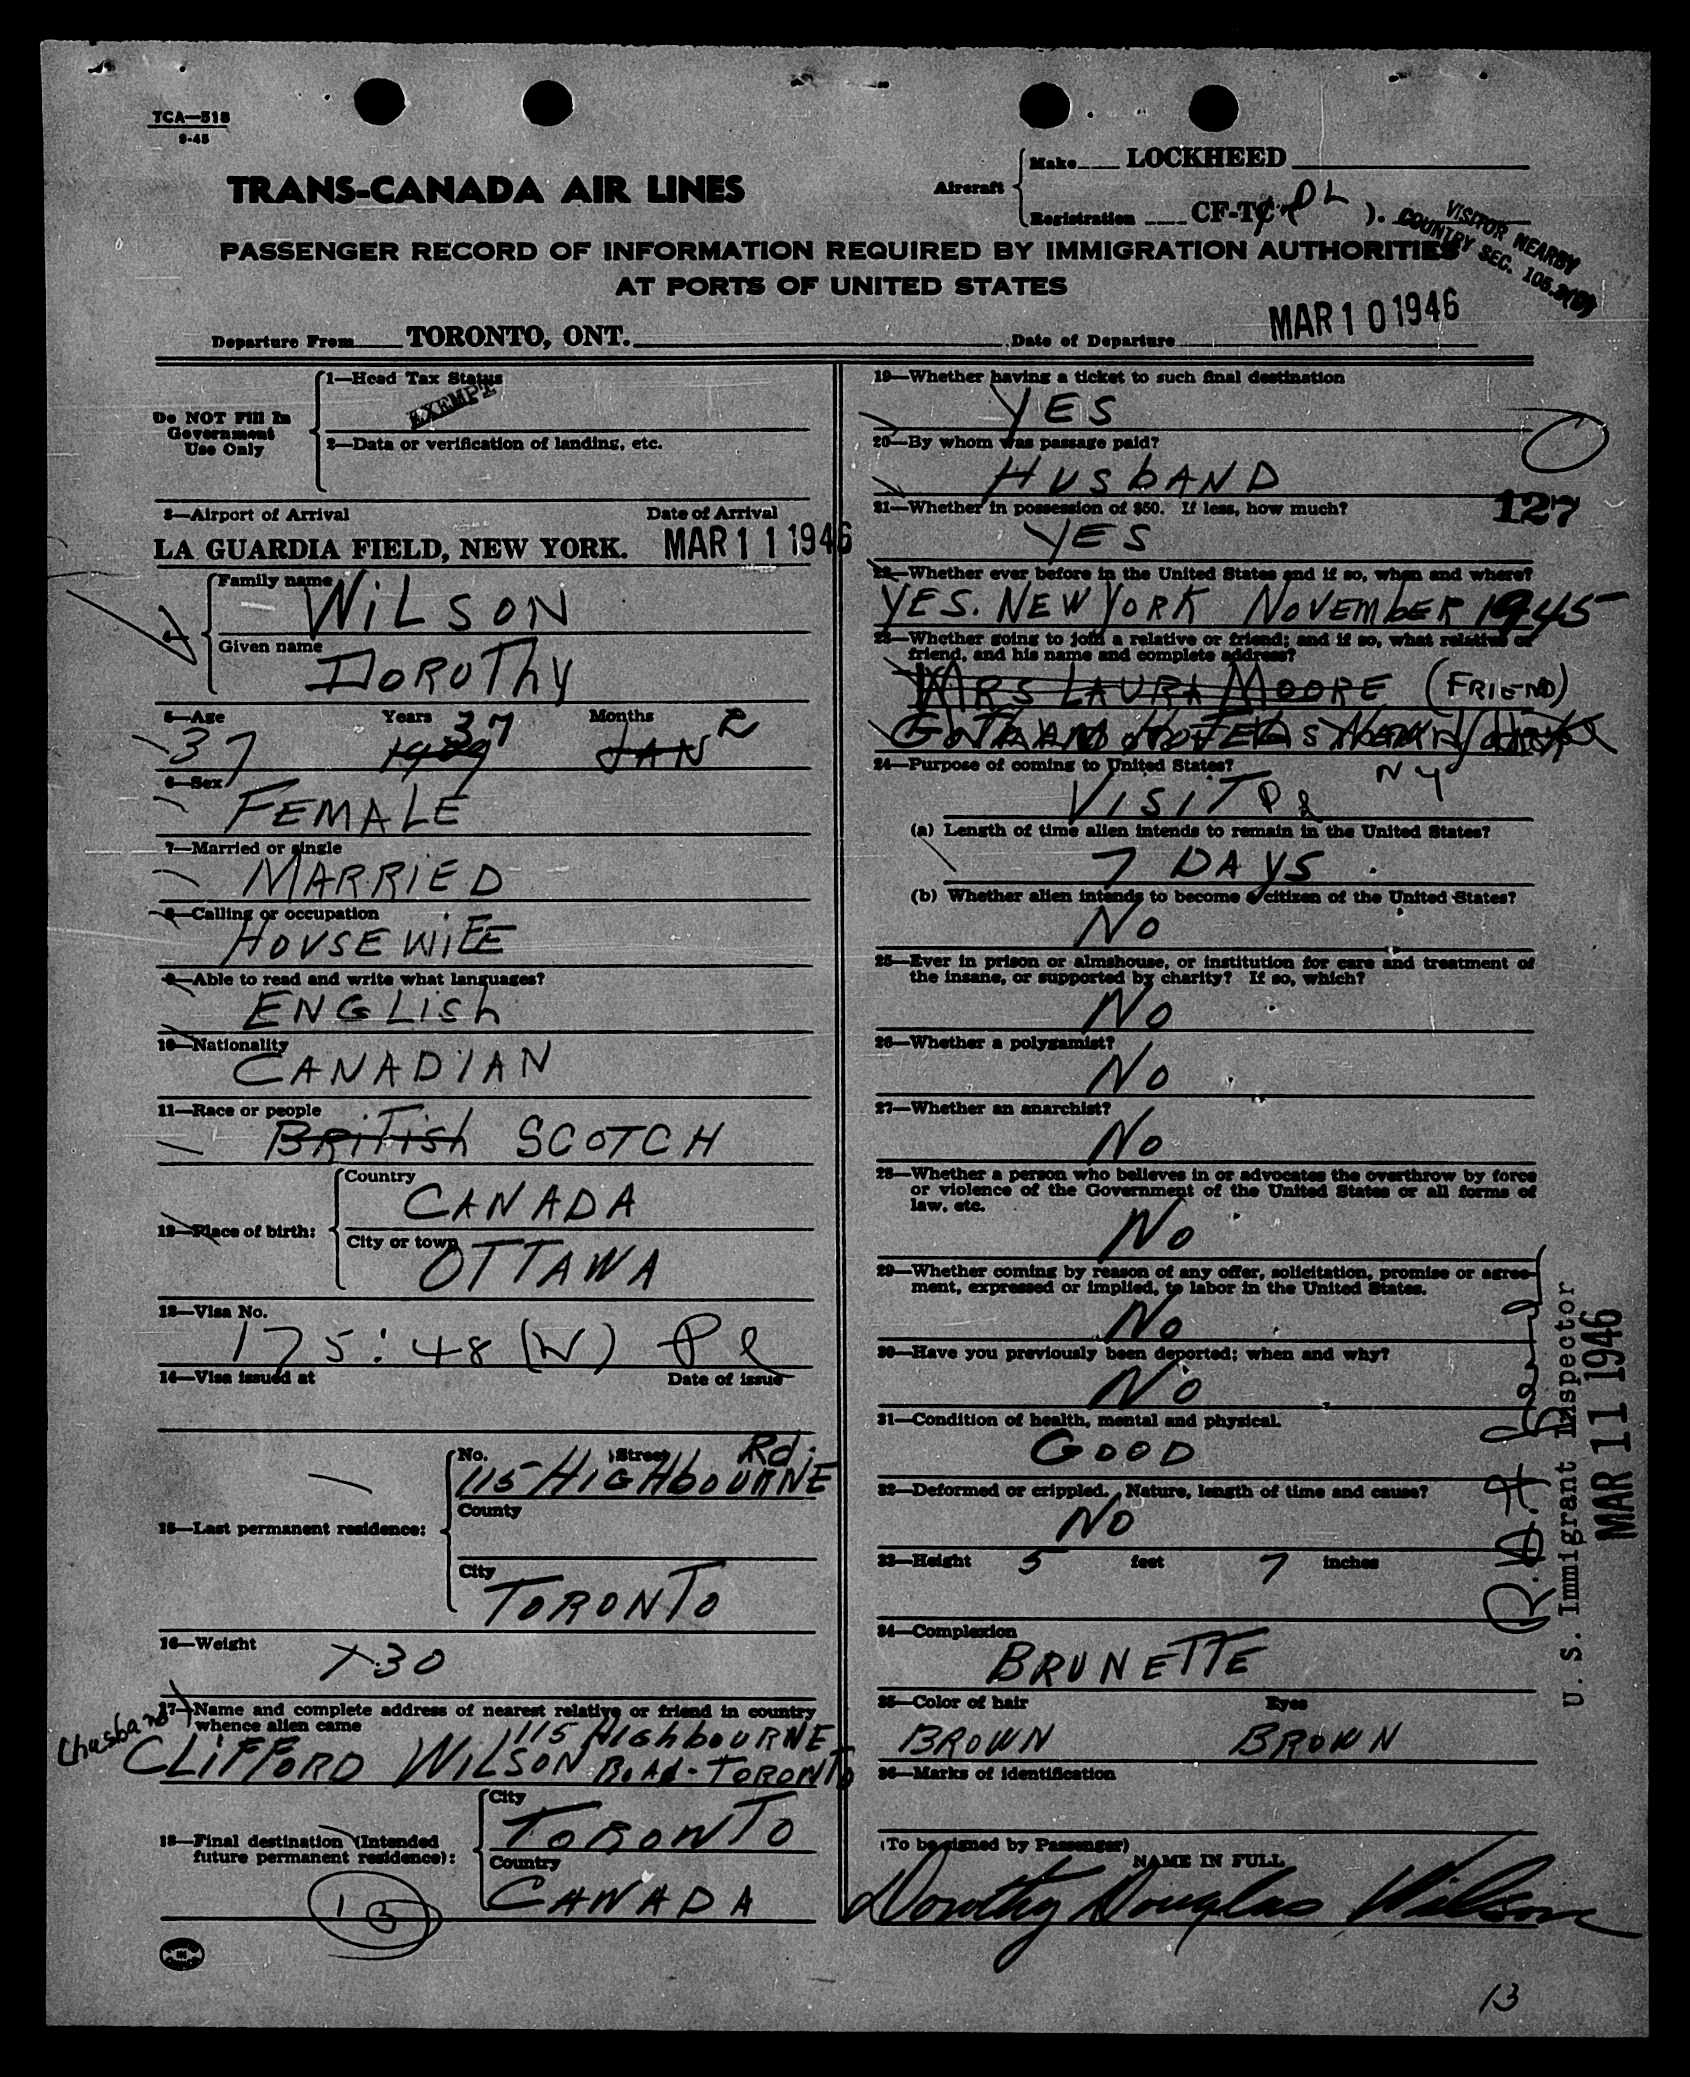 TCA—518
9-45
TRANS-CANADA AIR LINES
Aircraft
Make LOCKHEED
Registration CF-TC ( DL ).
VISITOR NEARBY
COUNTRY SEC. 105.3(b)
PASSENGER RECORD OF INFORMATION REQUIRED BY IMMIGRATION AUTHORITIES
AT PORTS OF UNITED STATES
Departure From TORONTO, ONT. Date of Departure MAR 10 1946
Do NOT Fill In
Government
Use Only
1—Head Tax Status
EXEMPT
2—Data or verification of landing, etc.
3—Airport of Arrival Date of Arrival
LA GUARDIA FIELD, NEW YORK. MAR 11 1946
4—
Family name
WILSON
Given name
DOROTHY
5—Age Years Months
37 1909 37 JAN 2
6—Sex
FEMALE
7—Married or single
MARRIED
8—Calling or occupation
HOUSEWIFE
9—Able to read and write what languages?
ENGLISH
10—Nationality
CANADIAN
11—Race or people
BRITISH SCOTCH
12—Place of birth:
Country
CANADA
City or town
OTTAWA
13—Visa No.
175:48 (W) Pl
14—Visa issued at Date of issue
15—Last permanent residence:
No. (Street)
115 HIGHBOURNE Rd.
County
City
TORONTO
16—Weight
130
17—Name and complete address of nearest relative or friend in country
whence alien came
(husband) CLIFFORD WILSON 115 HIGHBOURNE
ROAD - TORONTO
18—Final destination (Intended
future permanent residence):
City
TORONTO
Country
CANADA
1 B
19—Whether having a ticket to such final destination
YES
20—By whom was passage paid?
HUSBAND
21—Whether in possession of $50. If less, how much?
YES
127
22—Whether ever before in the United States and if so, when and where?
YES. NEW YORK NOVEMBER 1945
23—Whether going to join a relative or friend; and if so, what relative or
friend, and his name and complete address?
MRS LAURA MOORE (FRIEND)
GOTHAM HOTEL
N Y
24—Purpose of coming to United States?
VISIT Pl
(a) Length of time alien intends to remain in the United States?
7 DAYS
(b) Whether alien intends to become a citizen of the United States?
NO
25—Ever in prison or almshouse, or institution for care and treatment of
the insane, or supported by charity? If so, which?
NO
26—Whether a polygamist?
NO
27—Whether an anarchist?
NO
28—Whether a person who believes in or advocates the overthrow by force
or violence of the Government of the United States or all forms of
law, etc.
NO
29—Whether coming by reason of any offer, solicitation, promise or agree-
ment, expressed or implied, to labor in the United States.
NO
30—Have you previously been deported; when and why?
NO
31—Condition of health, mental and physical.
GOOD
32—Deformed or crippled. Nature, length of time and cause?
NO
33—Height 5 feet 7 inches
34—Complexion
BRUNETTE
35—Color of hair Eyes
BROWN BROWN
36—Marks of identification
(To be signed by Passenger)
NAME IN FULL
Dorothy Douglas Wilson
U. S. Immigrant Inspector
MAR 11 1946
13